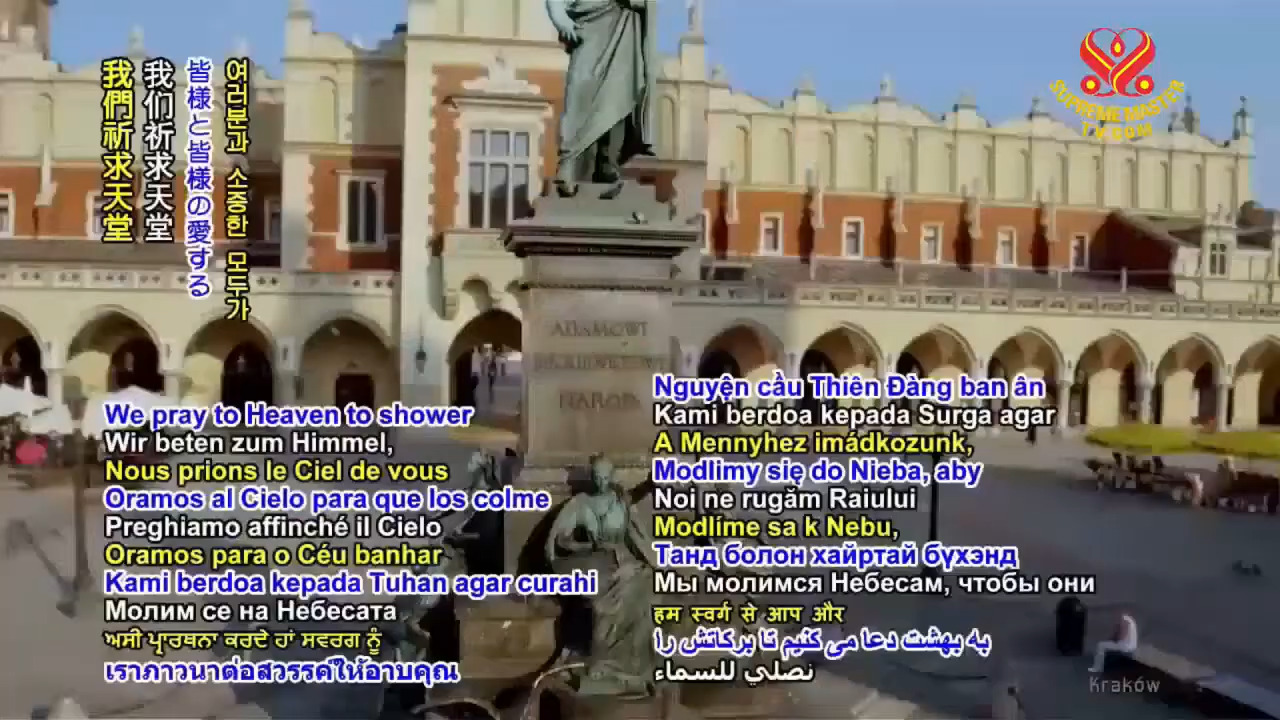 我們祈求天堂
我们祈求天堂
皆様と皆様の愛する
여러분과 소중한 모두가
SUPREMEMASTER
TV.COM
ADAMOWI
NAROD
We pray to Heaven to shower
Wir beten zum Himmel,
Nous prions le Ciel de vous
Oramos al Cielo para que los colme
Preghiamo affinché il Cielo
Oramos para o Céu banhar
Kami berdoa kepada Tuhan agar curahi
Молим се на Небесата
ਅਸੀ ਪ੍ਰਾਰਥਨਾ ਕਰਦੇ ਹਾਂ ਸਵਰਗ ਨੂੰ
เราภาวนาต่อสวรรค์ให้อาบคุณ
Nguyện cầu Thiên Đàng ban ân
Kami berdoa kepada Surga agar
A Mennyhez imádkozunk,
Modlimy się do Nieba, aby
Noi ne rugăm Raiului
Modlíme sa k Nebu,
Танд болон хайртай бүхэнд
Мы молимся Небесам, чтобы они
हम स्वर्ग से आप और
به بهشت دعا می کنیم تا برکاتش را
نصلي للسماء
Kraków